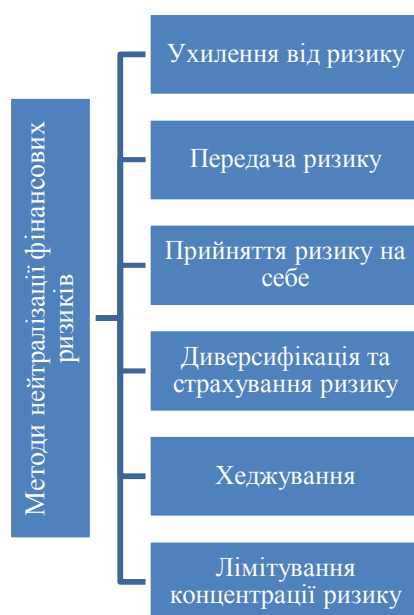 Методи нейтралізації фінансових
ризиків
Ухилення від ризику
Передача ризику
Прийняття ризику на
себе
Диверсифікація та
страхування ризику
Хеджування
Лімітування
концентрації ризику